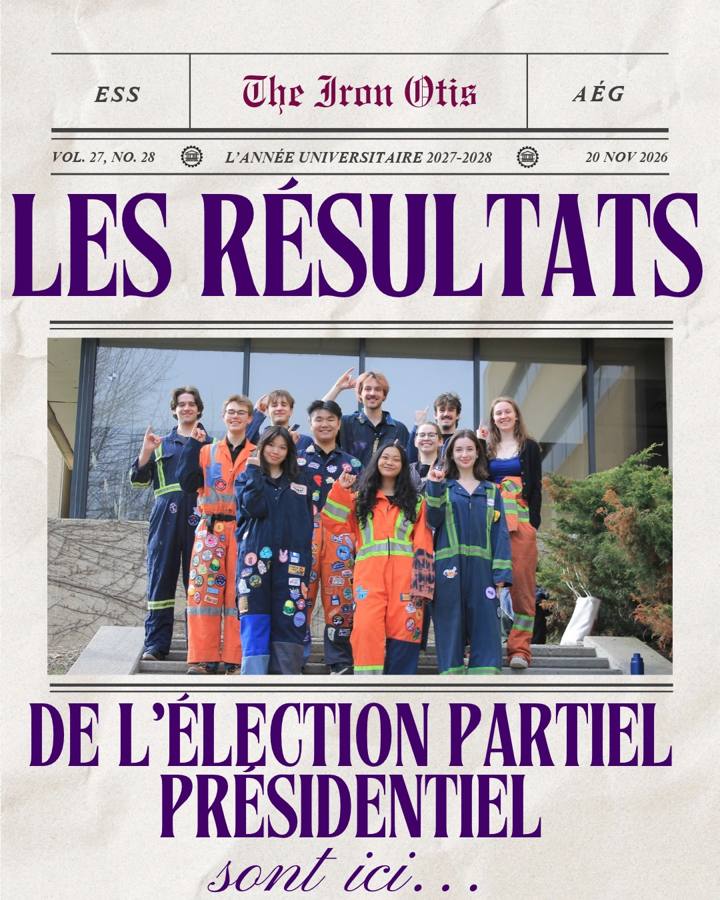 ESS
The Iron Otis
AÉG
VOL. 27, NO. 28
L'ANNÉE UNIVERSITAIRE 2027-2028
20 NOV 2026
LES RÉSULTATS
DE L'ÉLECTION PARTIEL
PRÉSIDENTIEL
sont ici...